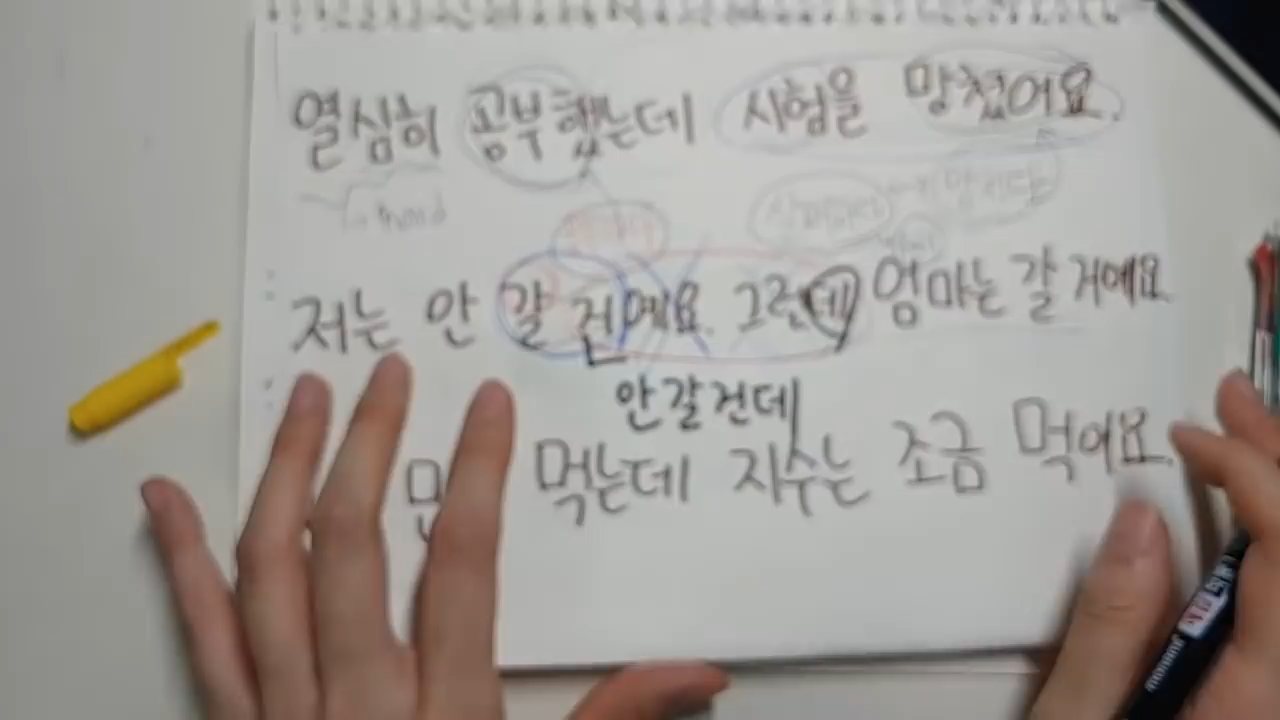 열심히 공부했는데 시험을 망쳤어요.
저는 안 갈 건예요. 그런데 엄마는 갈 거예요
안갈건데
먹는데 지수는 조금 먹어요.